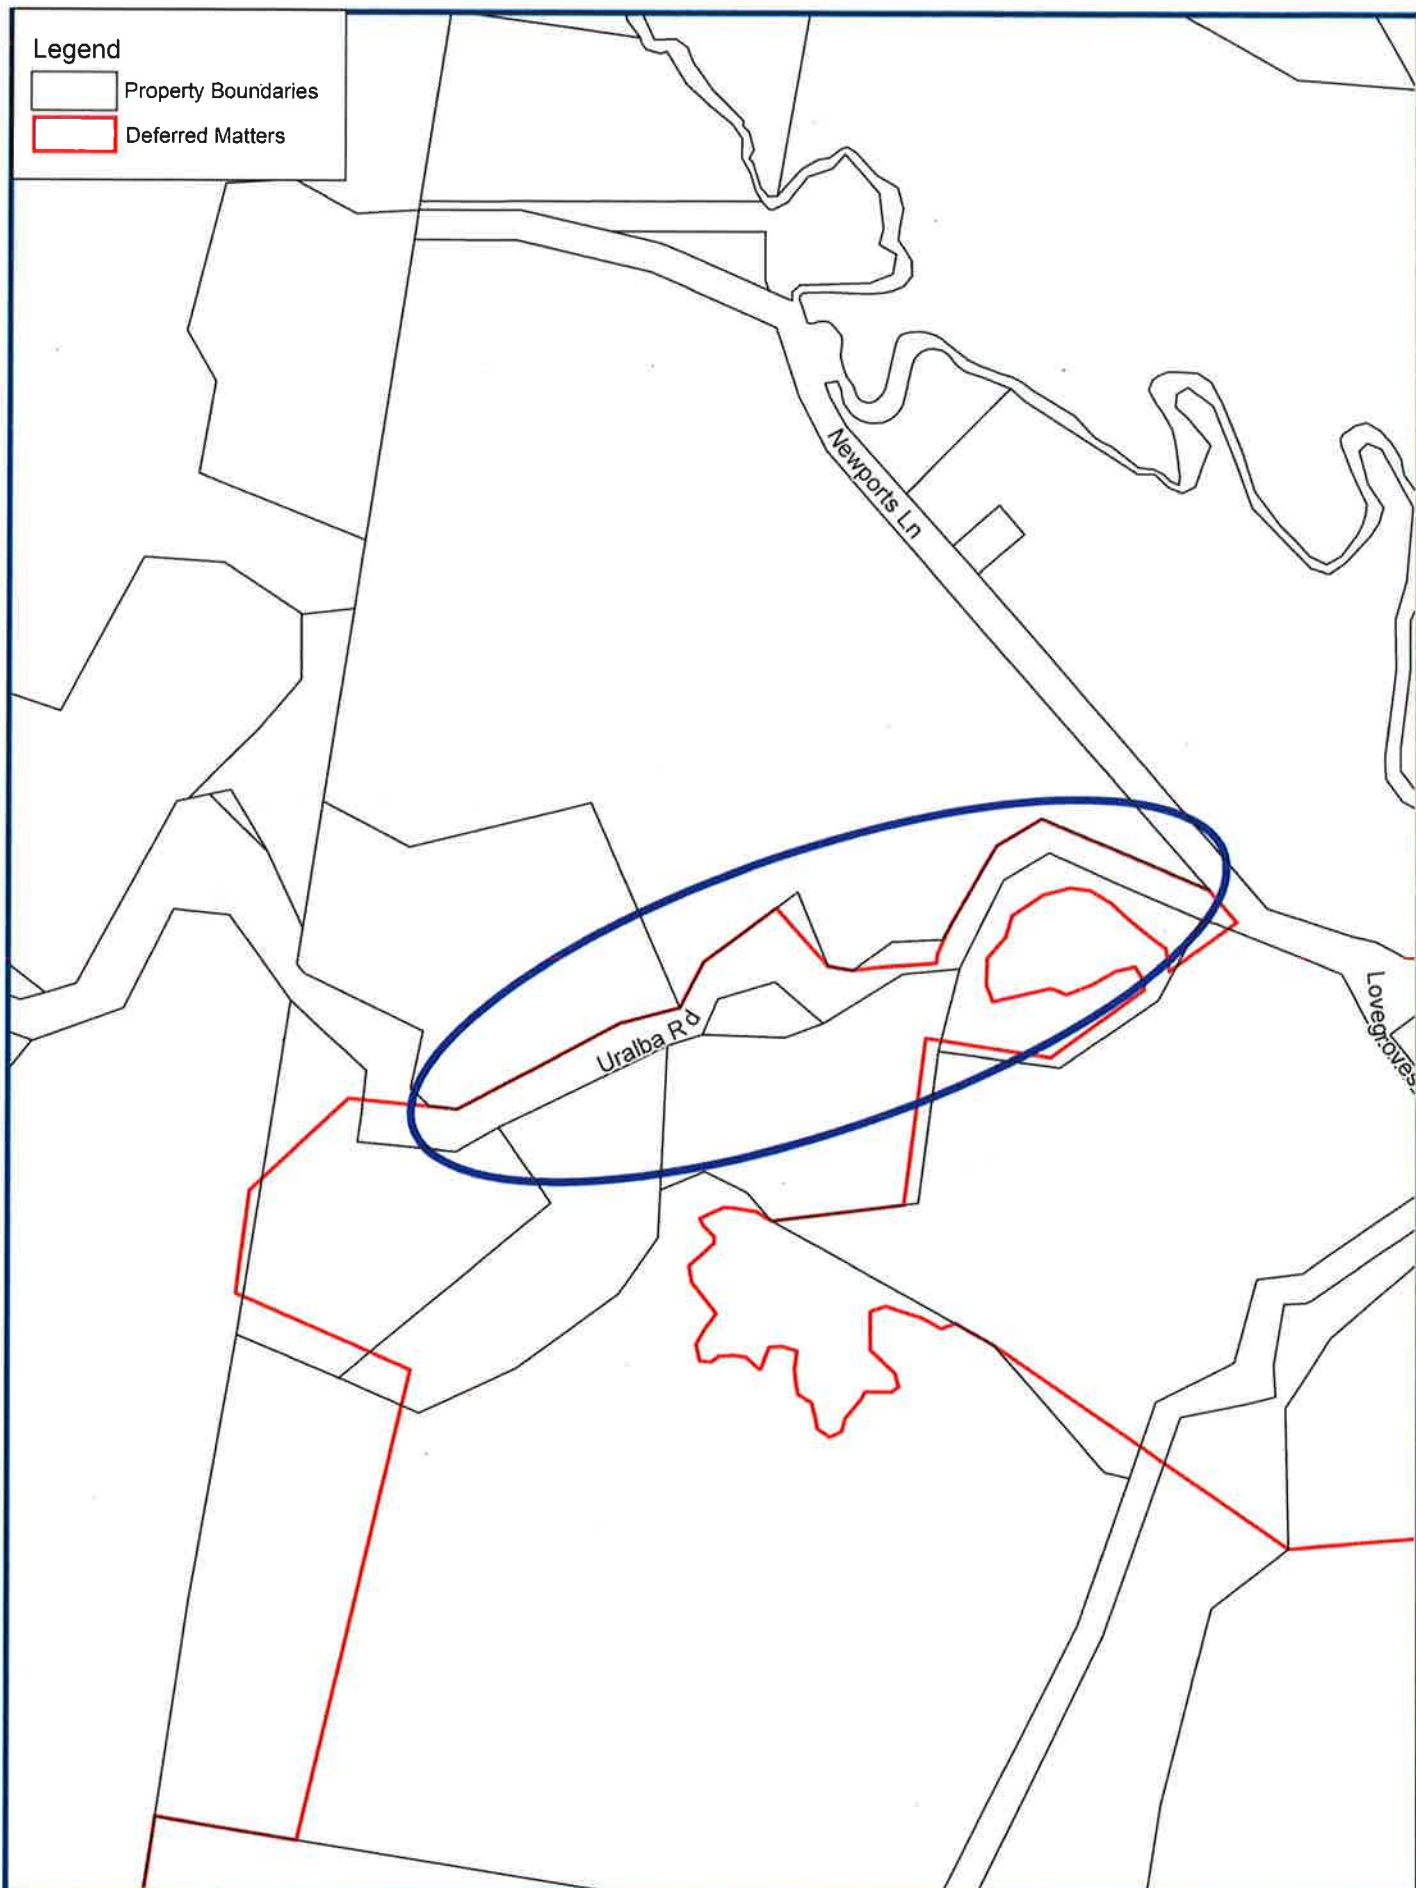 Legend
Property Boundaries
Deferred Matters
Newports Ln
Uralba Rd
Lovegroves